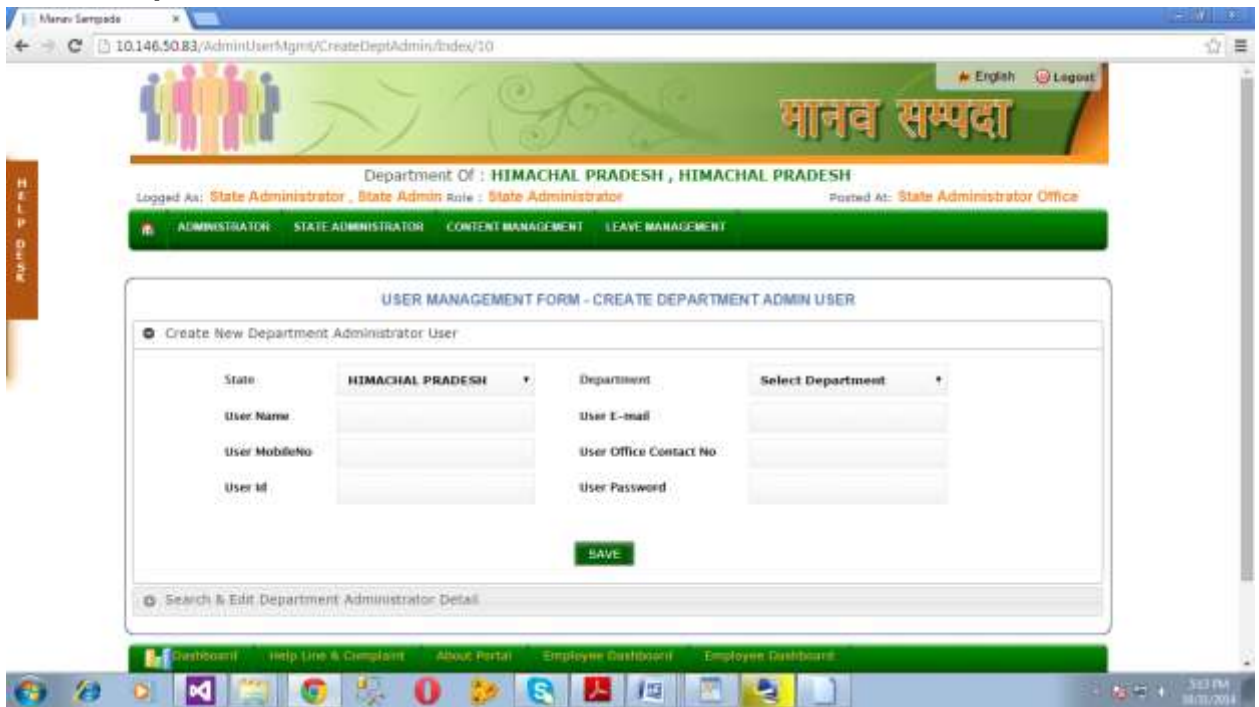 Manav Sampada
10.146.50.83/AdminUserMgmt/CreateDeptAdmin/Index/10
English Logout
मानव सम्पदा
Department Of : HIMACHAL PRADESH , HIMACHAL PRADESH
Logged As: State Administrator , State Admin Role : State Administrator Posted At: State Administrator Office
HELP DESK
ADMINISTRATOR STATE ADMINISTRATOR CONTENT MANAGEMENT LEAVE MANAGEMENT
USER MANAGEMENT FORM - CREATE DEPARTMENT ADMIN USER
Create New Department Administrator User
State HIMACHAL PRADESH Department Select Department
User Name User E-mail
User MobileNo User Office Contact No
User Id User Password
SAVE
Search & Edit Department Administrator Detail
Dashboard Help Line & Complaint About Portal Employee Dashboard Employee Dashboard